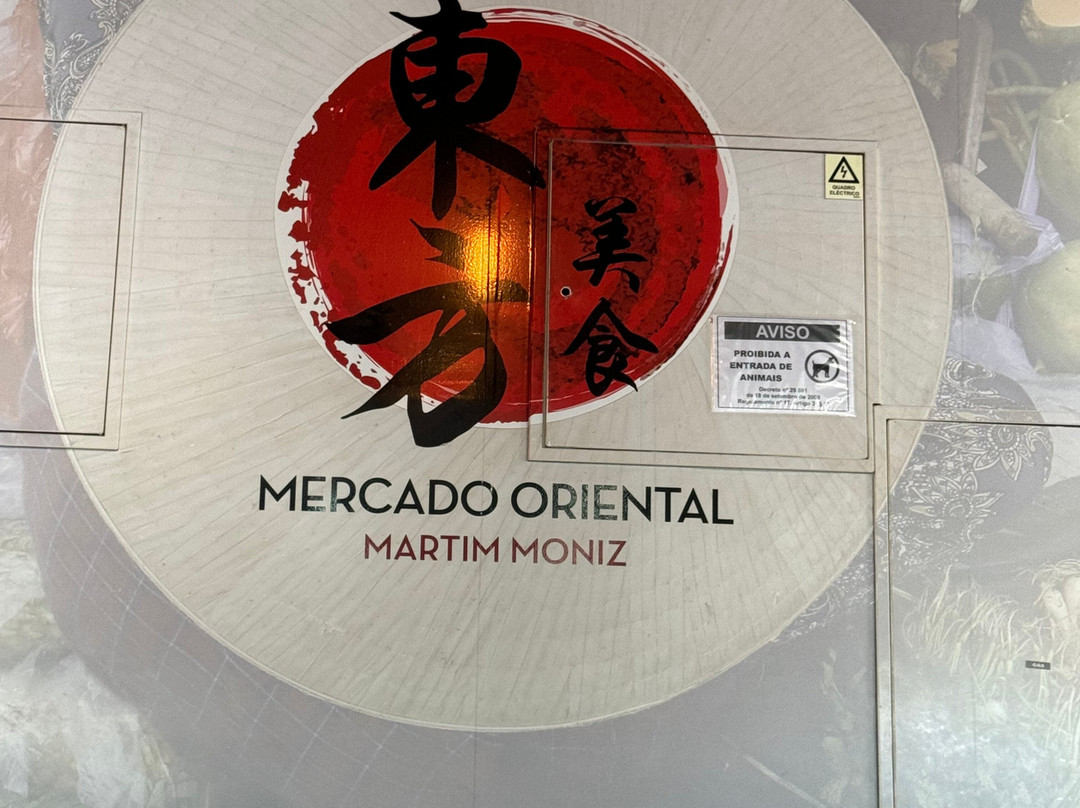 東方
美食
QUADRO
ELÉCTRICO
AVISO
PROIBIDA A
ENTRADA DE
ANIMAIS
MERCADO ORIENTAL
MARTIM MONIZ